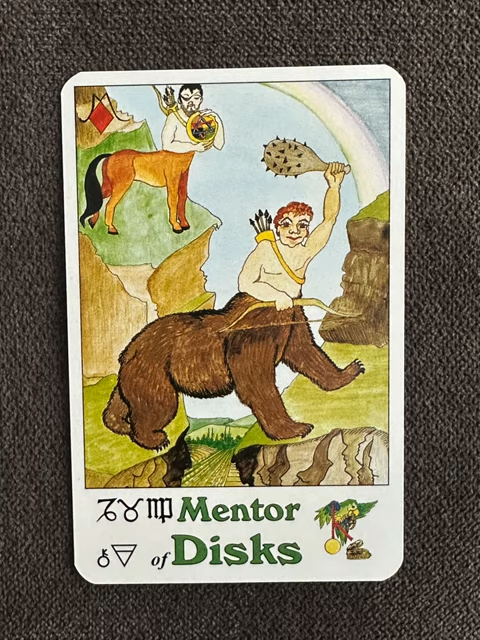 ♑♉♍ Mentor
⚷🜃 of Disks